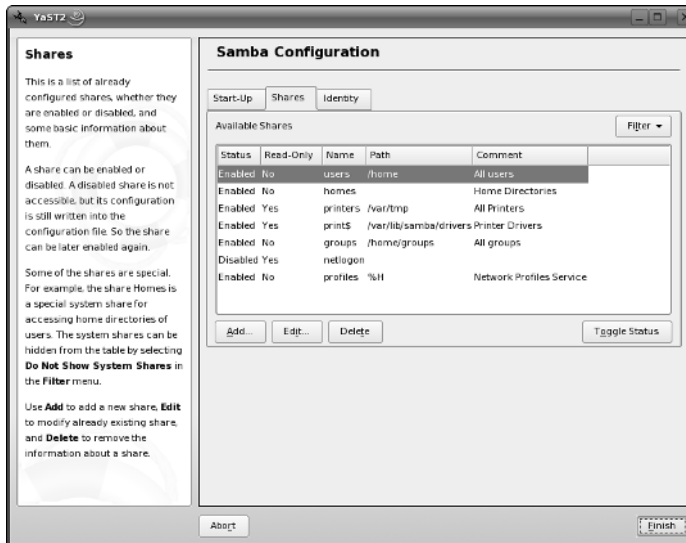 YaST2
Shares
This is a list of already
configured shares, whether they
are enabled or disabled, and
some basic information about
them.
A share can be enabled or
disabled. A disabled share is not
accessible, but its configuration
is still written into the
configuration file. So the share
can be later enabled again.
Some of the shares are special.
For example, the share Homes is
a special system share for
accessing home directories of
users. The system shares can be
hidden from the table by selecting
Do Not Show System Shares in
the Filter menu.
Use Add to add a new share, Edit
to modify already existing share,
and Delete to remove the
information about a share.
Samba Configuration
Start-Up Shares Identity
Available Shares Filter
Status Read-Only Name Path Comment
Enabled No users /home All users
Enabled No homes Home Directories
Enabled Yes printers /var/tmp All Printers
Enabled Yes print$ /var/lib/samba/drivers Printer Drivers
Enabled No groups /home/groups All groups
Disabled Yes netlogon
Enabled No profiles %H Network Profiles Service
Add... Edit... Delete Toggle Status
Abort Finish